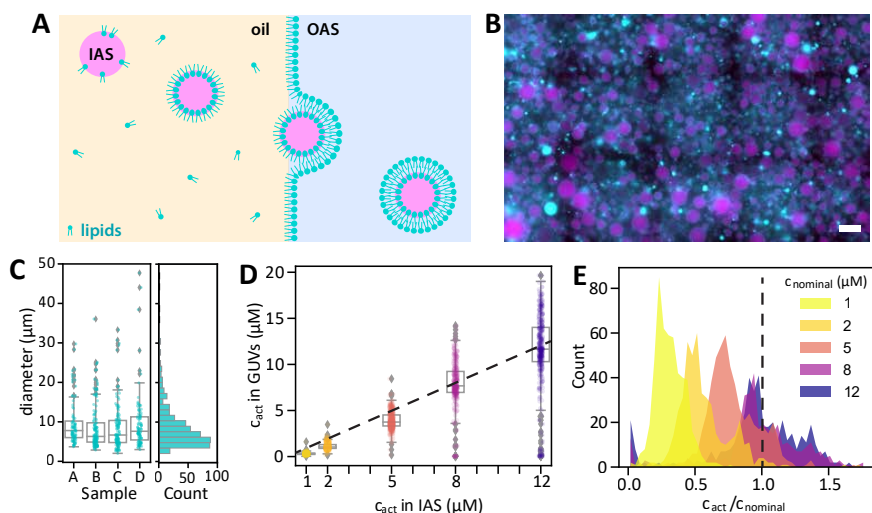 A
IAS
oil
OAS
lipids
B
C
diameter (μm)
50
40
30
20
10
0
A B C D
Sample
0
100
Count
D
c_act in GUVs (μM)
20
15
10
5
0
1 2 5 8 12
c_act in IAS (μM)
E
Count
80
60
40
20
0
0.0 0.5 1.0 1.5
c_act/c_nominal
c_nominal (μM)
1
2
5
8
12